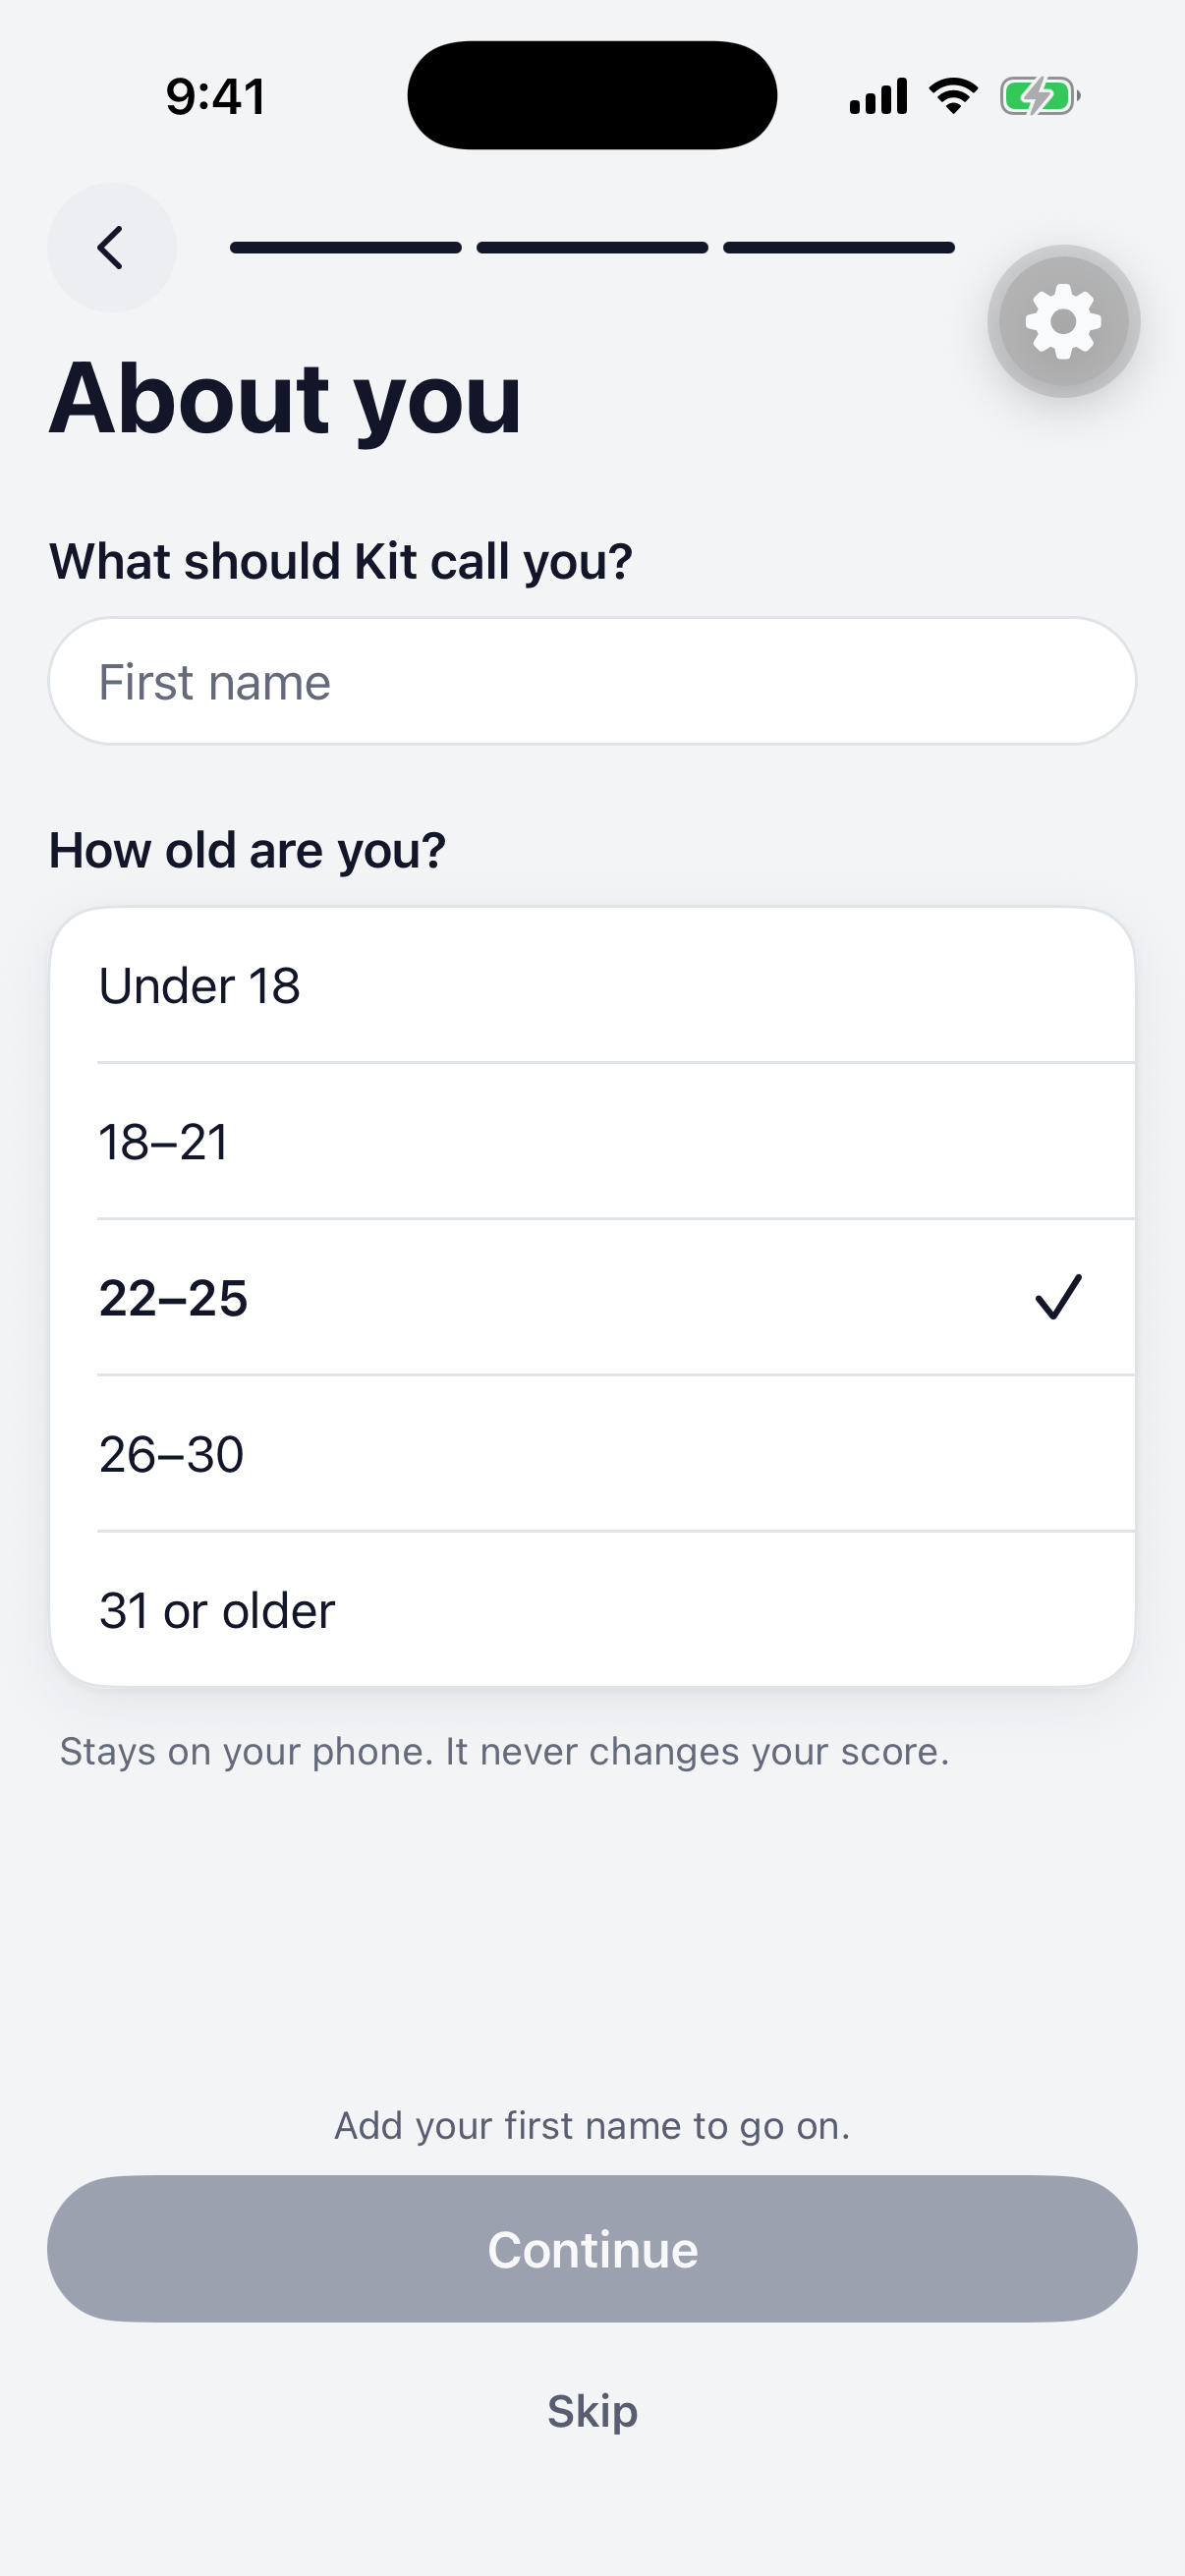 9:41
About you
What should Kit call you?
First name
How old are you?
Under 18
18–21
22–25
26–30
31 or older
Stays on your phone. It never changes your score.
Add your first name to go on.
Continue
Skip